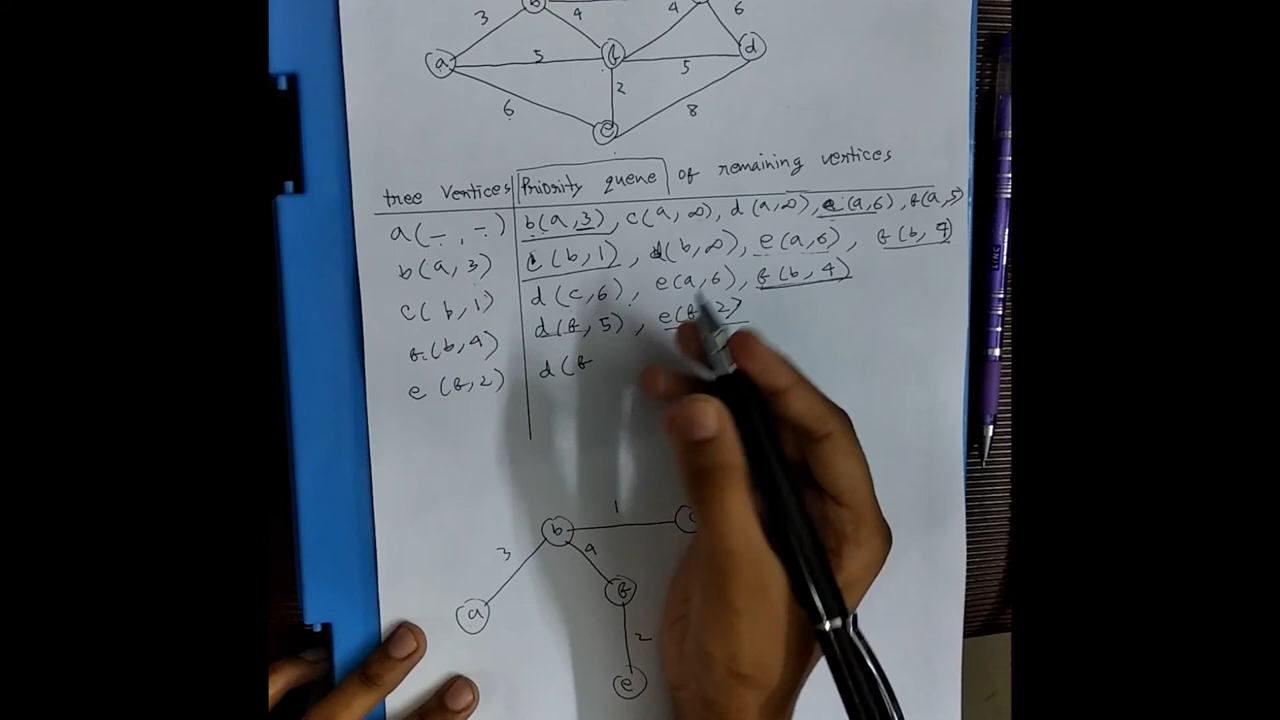 3 b 4 4 6
a 5 f 5 d
2
6 8
e
tree vertices Priority queue of remaining vertices
a(-, -) b(a, 3), c(a, ∞), d(a, ∞), e(a, 6), f(a, 5)
b(a, 3) c(b, 1), d(b, ∞), e(a, 6), f(b, 4)
c(b, 1) d(c, 6), e(a, 6), f(b, 4)
f(b, 4) d(f, 5), e(f, 2)
e(f, 2) d(f
1
b c
3 4
f
a
2
e
LINC